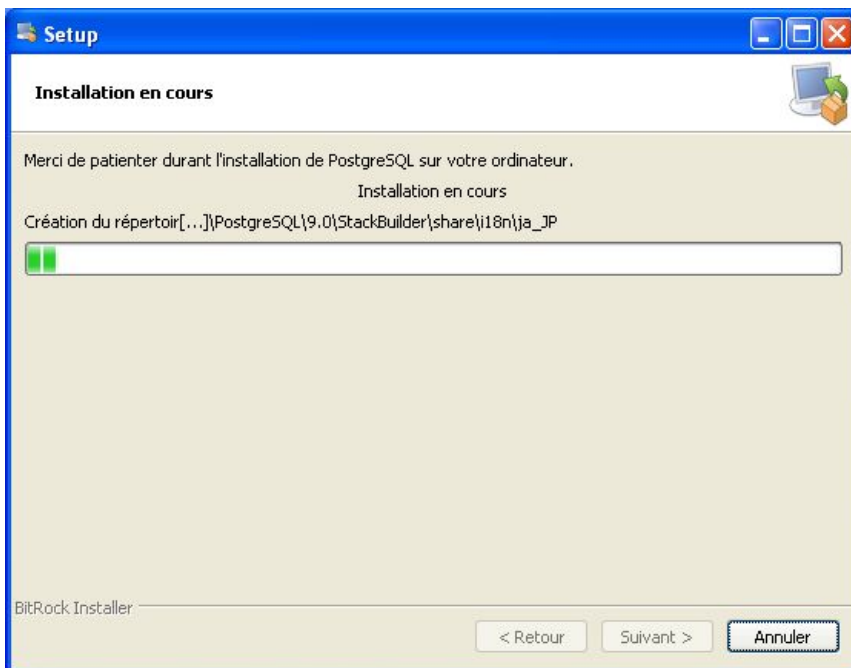 Setup
Installation en cours
Merci de patienter durant l'installation de PostgreSQL sur votre ordinateur.
Installation en cours
Création du répertoir[...]\PostgreSQL\9.0\StackBuilder\share\i18n\ja_JP
BitRock Installer
< Retour Suivant > Annuler